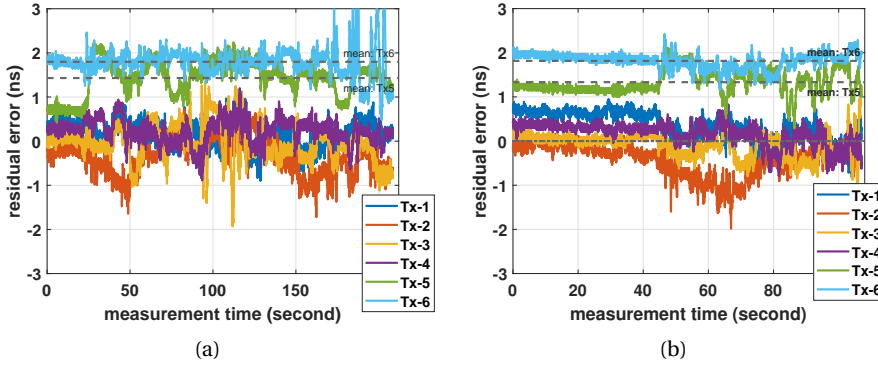 3
2
1
0
-1
-2
-3
residual error (ns)
mean: Tx6
mean: Tx5
Tx-1
Tx-2
Tx-3
Tx-4
Tx-5
Tx-6
0 50 100 150
measurement time (second)
(a)
3
2
1
0
-1
-2
-3
residual error (ns)
mean: Tx6
mean: Tx5
Tx-1
Tx-2
Tx-3
Tx-4
Tx-5
Tx-6
0 20 40 60 80
measurement time (second)
(b)